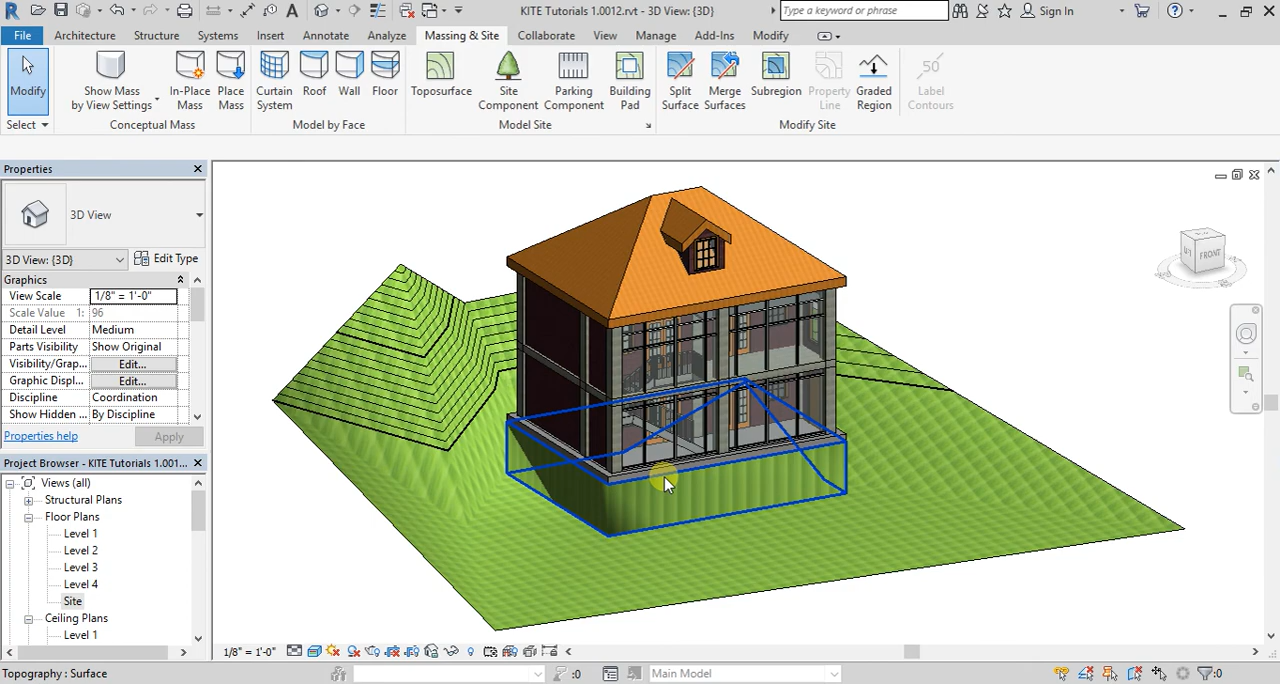 KITE Tutorials 1.0012.rvt - 3D View: {3D}
Type a keyword or phrase
Sign In
File Architecture Structure Systems Insert Annotate Analyze Massing & Site Collaborate View Manage Add-Ins Modify
Modify
Show Mass
by View Settings
In-Place
Mass
Place
Mass
Curtain
System
Roof
Wall
Floor
Toposurface
Site
Component
Parking
Component
Building
Pad
Split
Surface
Merge
Surfaces
Subregion
Property
Line
Graded
Region
50
Label
Contours
Select
Conceptual Mass
Model by Face
Model Site
Modify Site
Properties
3D View
3D View: {3D}
Edit Type
Graphics
View Scale 1/8" = 1'-0"
Scale Value 1: 96
Detail Level Medium
Parts Visibility Show Original
Visibility/Grap... Edit...
Graphic Displ... Edit...
Discipline Coordination
Show Hidden ... By Discipline
Properties help
Apply
Project Browser - KITE Tutorials 1.001...
Views (all)
Structural Plans
Floor Plans
Level 1
Level 2
Level 3
Level 4
Site
Ceiling Plans
Level 1
FRONT
1/8" = 1'-0"
Topography : Surface
:0
Main Model
:0